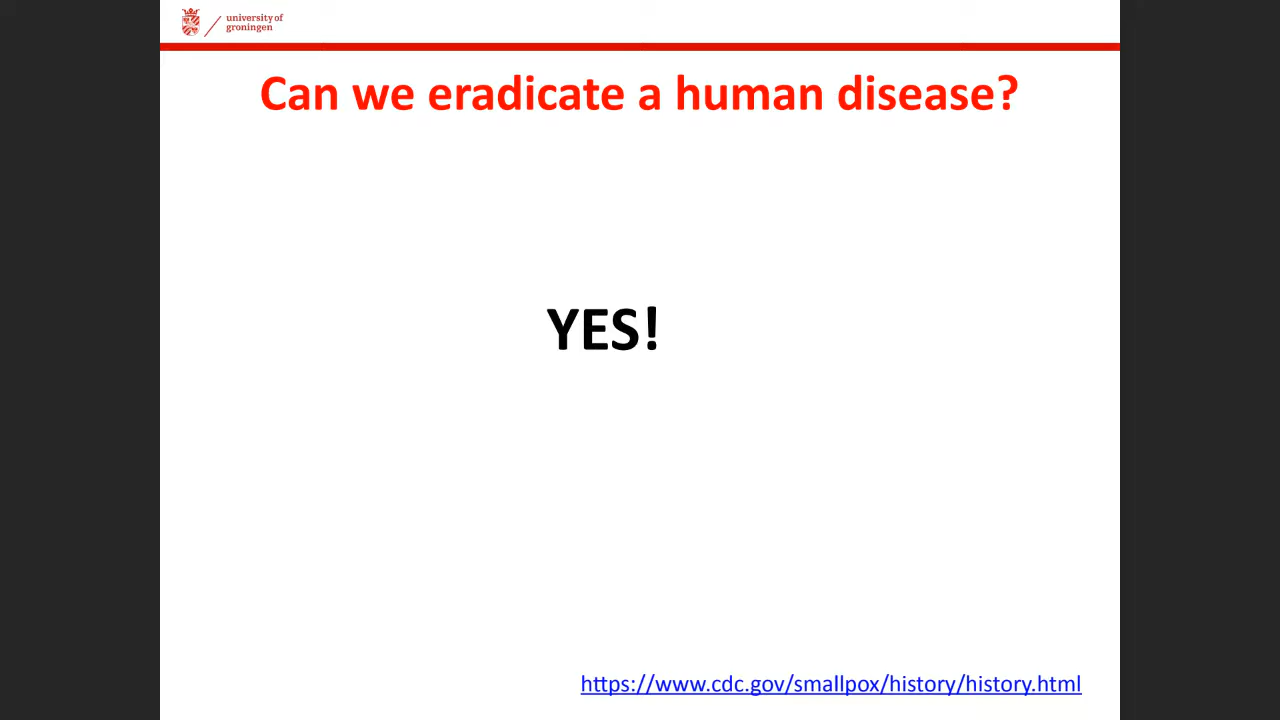 university of
groningen
Can we eradicate a human disease?
YES!
https://www.cdc.gov/smallpox/history/history.html